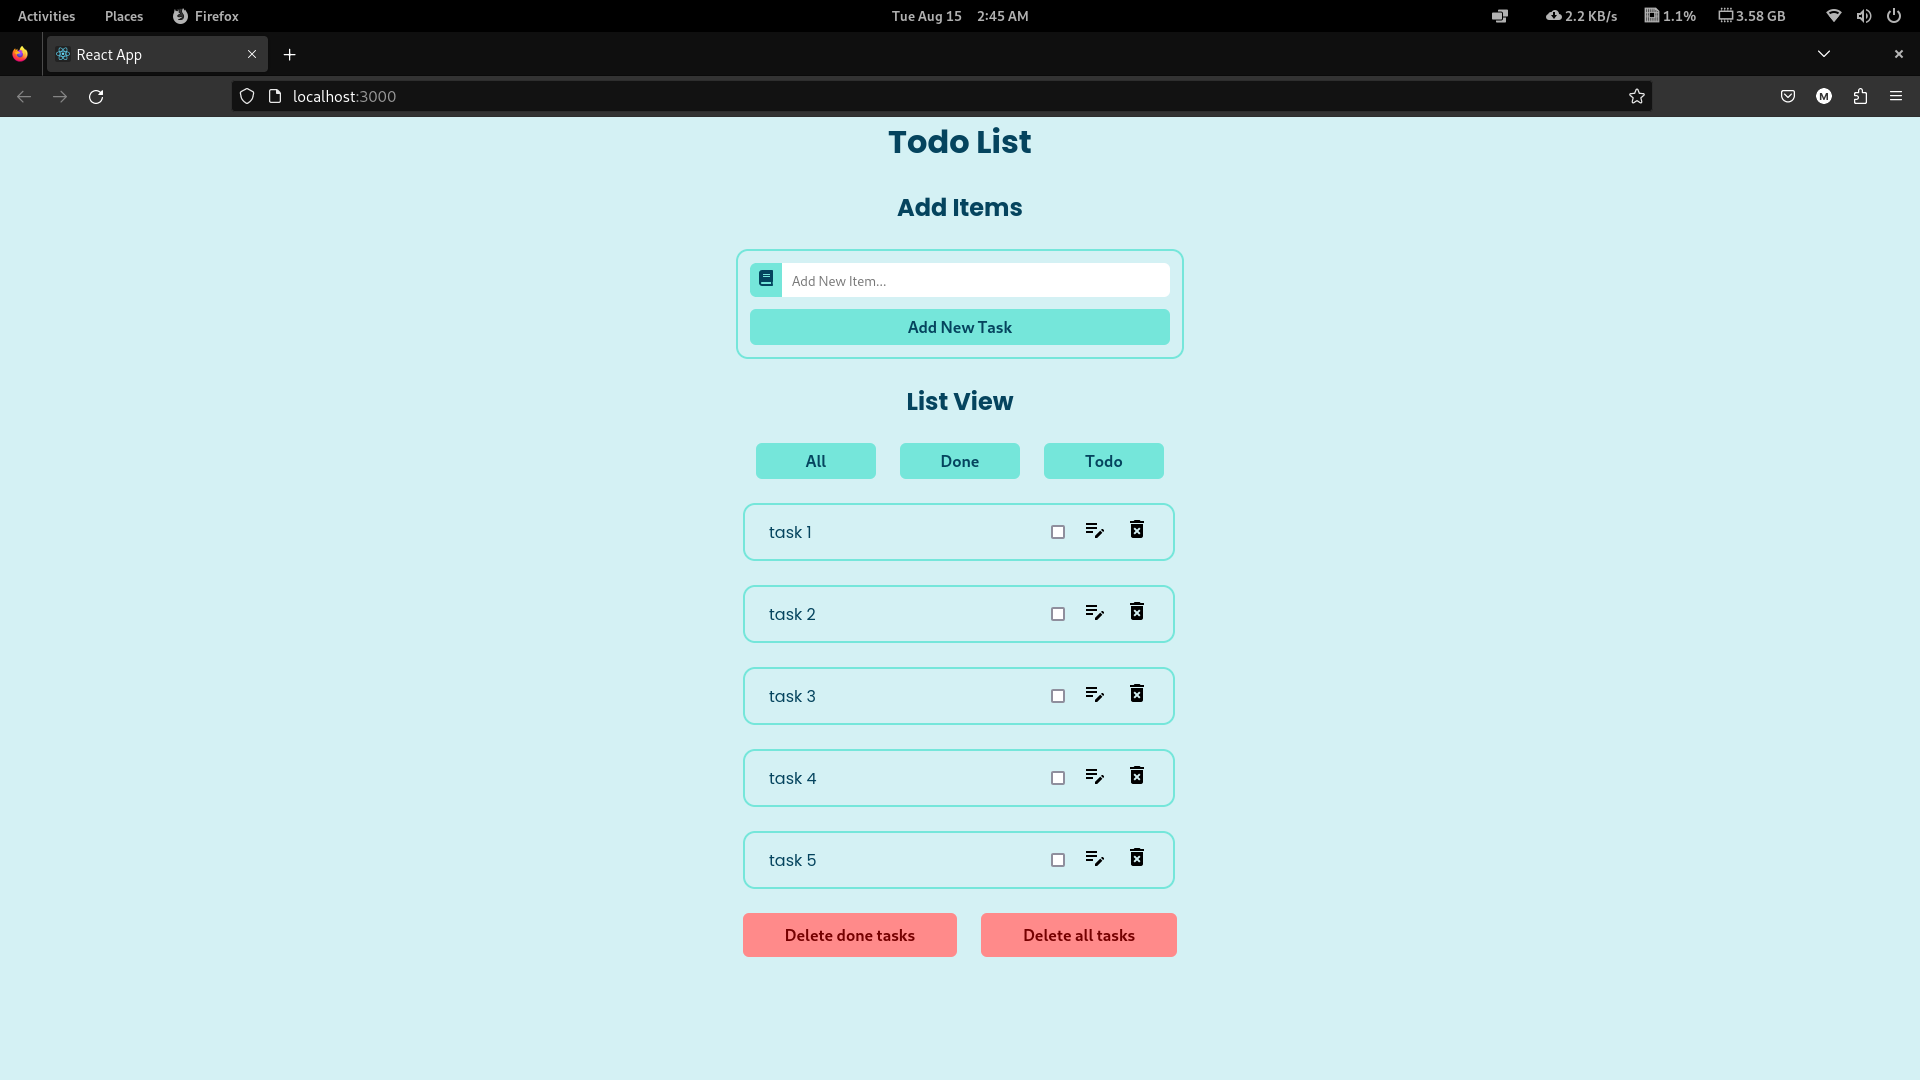 Activities Places Firefox Tue Aug 15 2:45 AM 2.2 KB/s 1.1% 3.58 GB
React App
localhost:3000 M
Todo List
Add Items
Add New Item...
Add New Task
List View
All Done Todo
task 1
task 2
task 3
task 4
task 5
Delete done tasks Delete all tasks